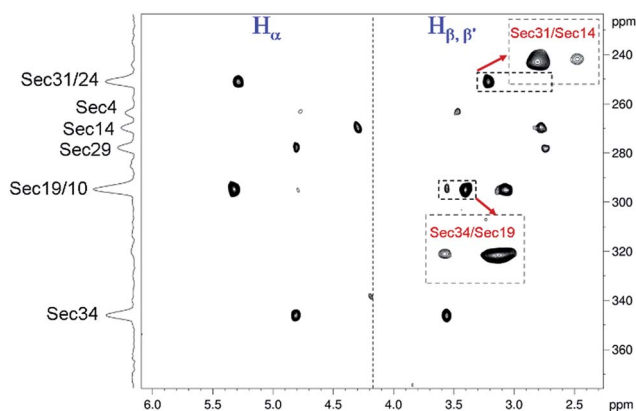 Hα
Hβ, β'
ppm
Sec31/Sec14
Sec31/24
Sec4
Sec14
Sec29
Sec19/10
Sec34
Sec34/Sec19
220
240
260
280
300
320
340
360
6.0
5.5
5.0
4.5
4.0
3.5
3.0
2.5
ppm